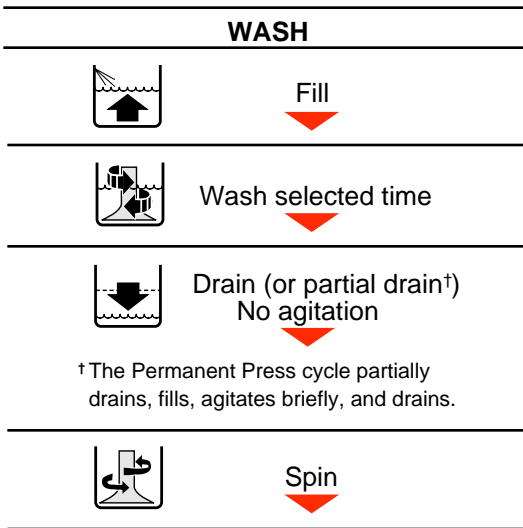 WASH
Fill
Wash selected time
Drain (or partial drain†)
No agitation
†The Permanent Press cycle partially
drains, fills, agitates briefly, and drains.
Spin